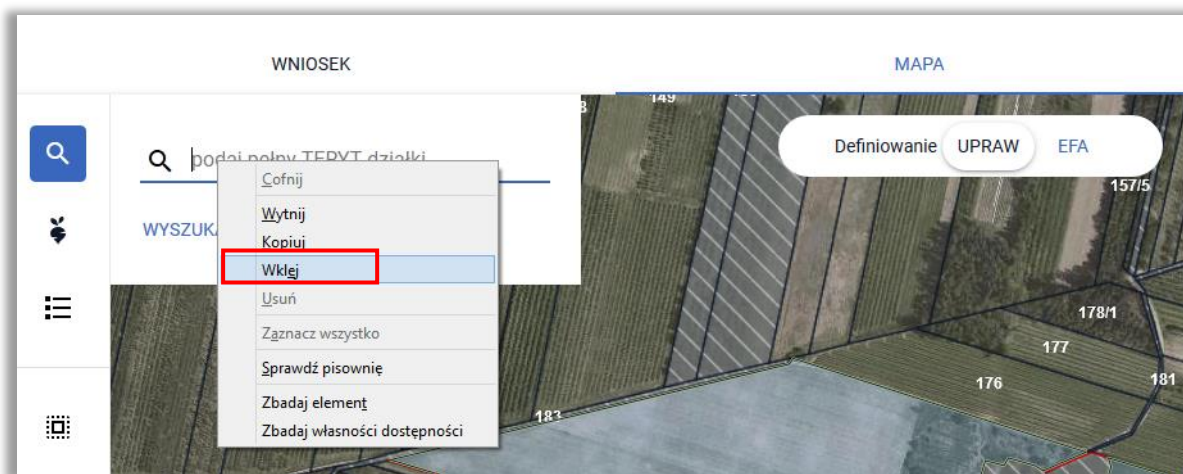 WNIOSEK
MAPA
podaj pełny TERYT działki
WYSZUK
Cofnij
Wytnij
Kopiuj
Wklej
Usuń
Zaznacz wszystko
Sprawdź pisownię
Zbadaj element
Zbadaj własności dostępności
Definiowanie UPRAW EFA
149
157/5
178/1
177
176
181
183